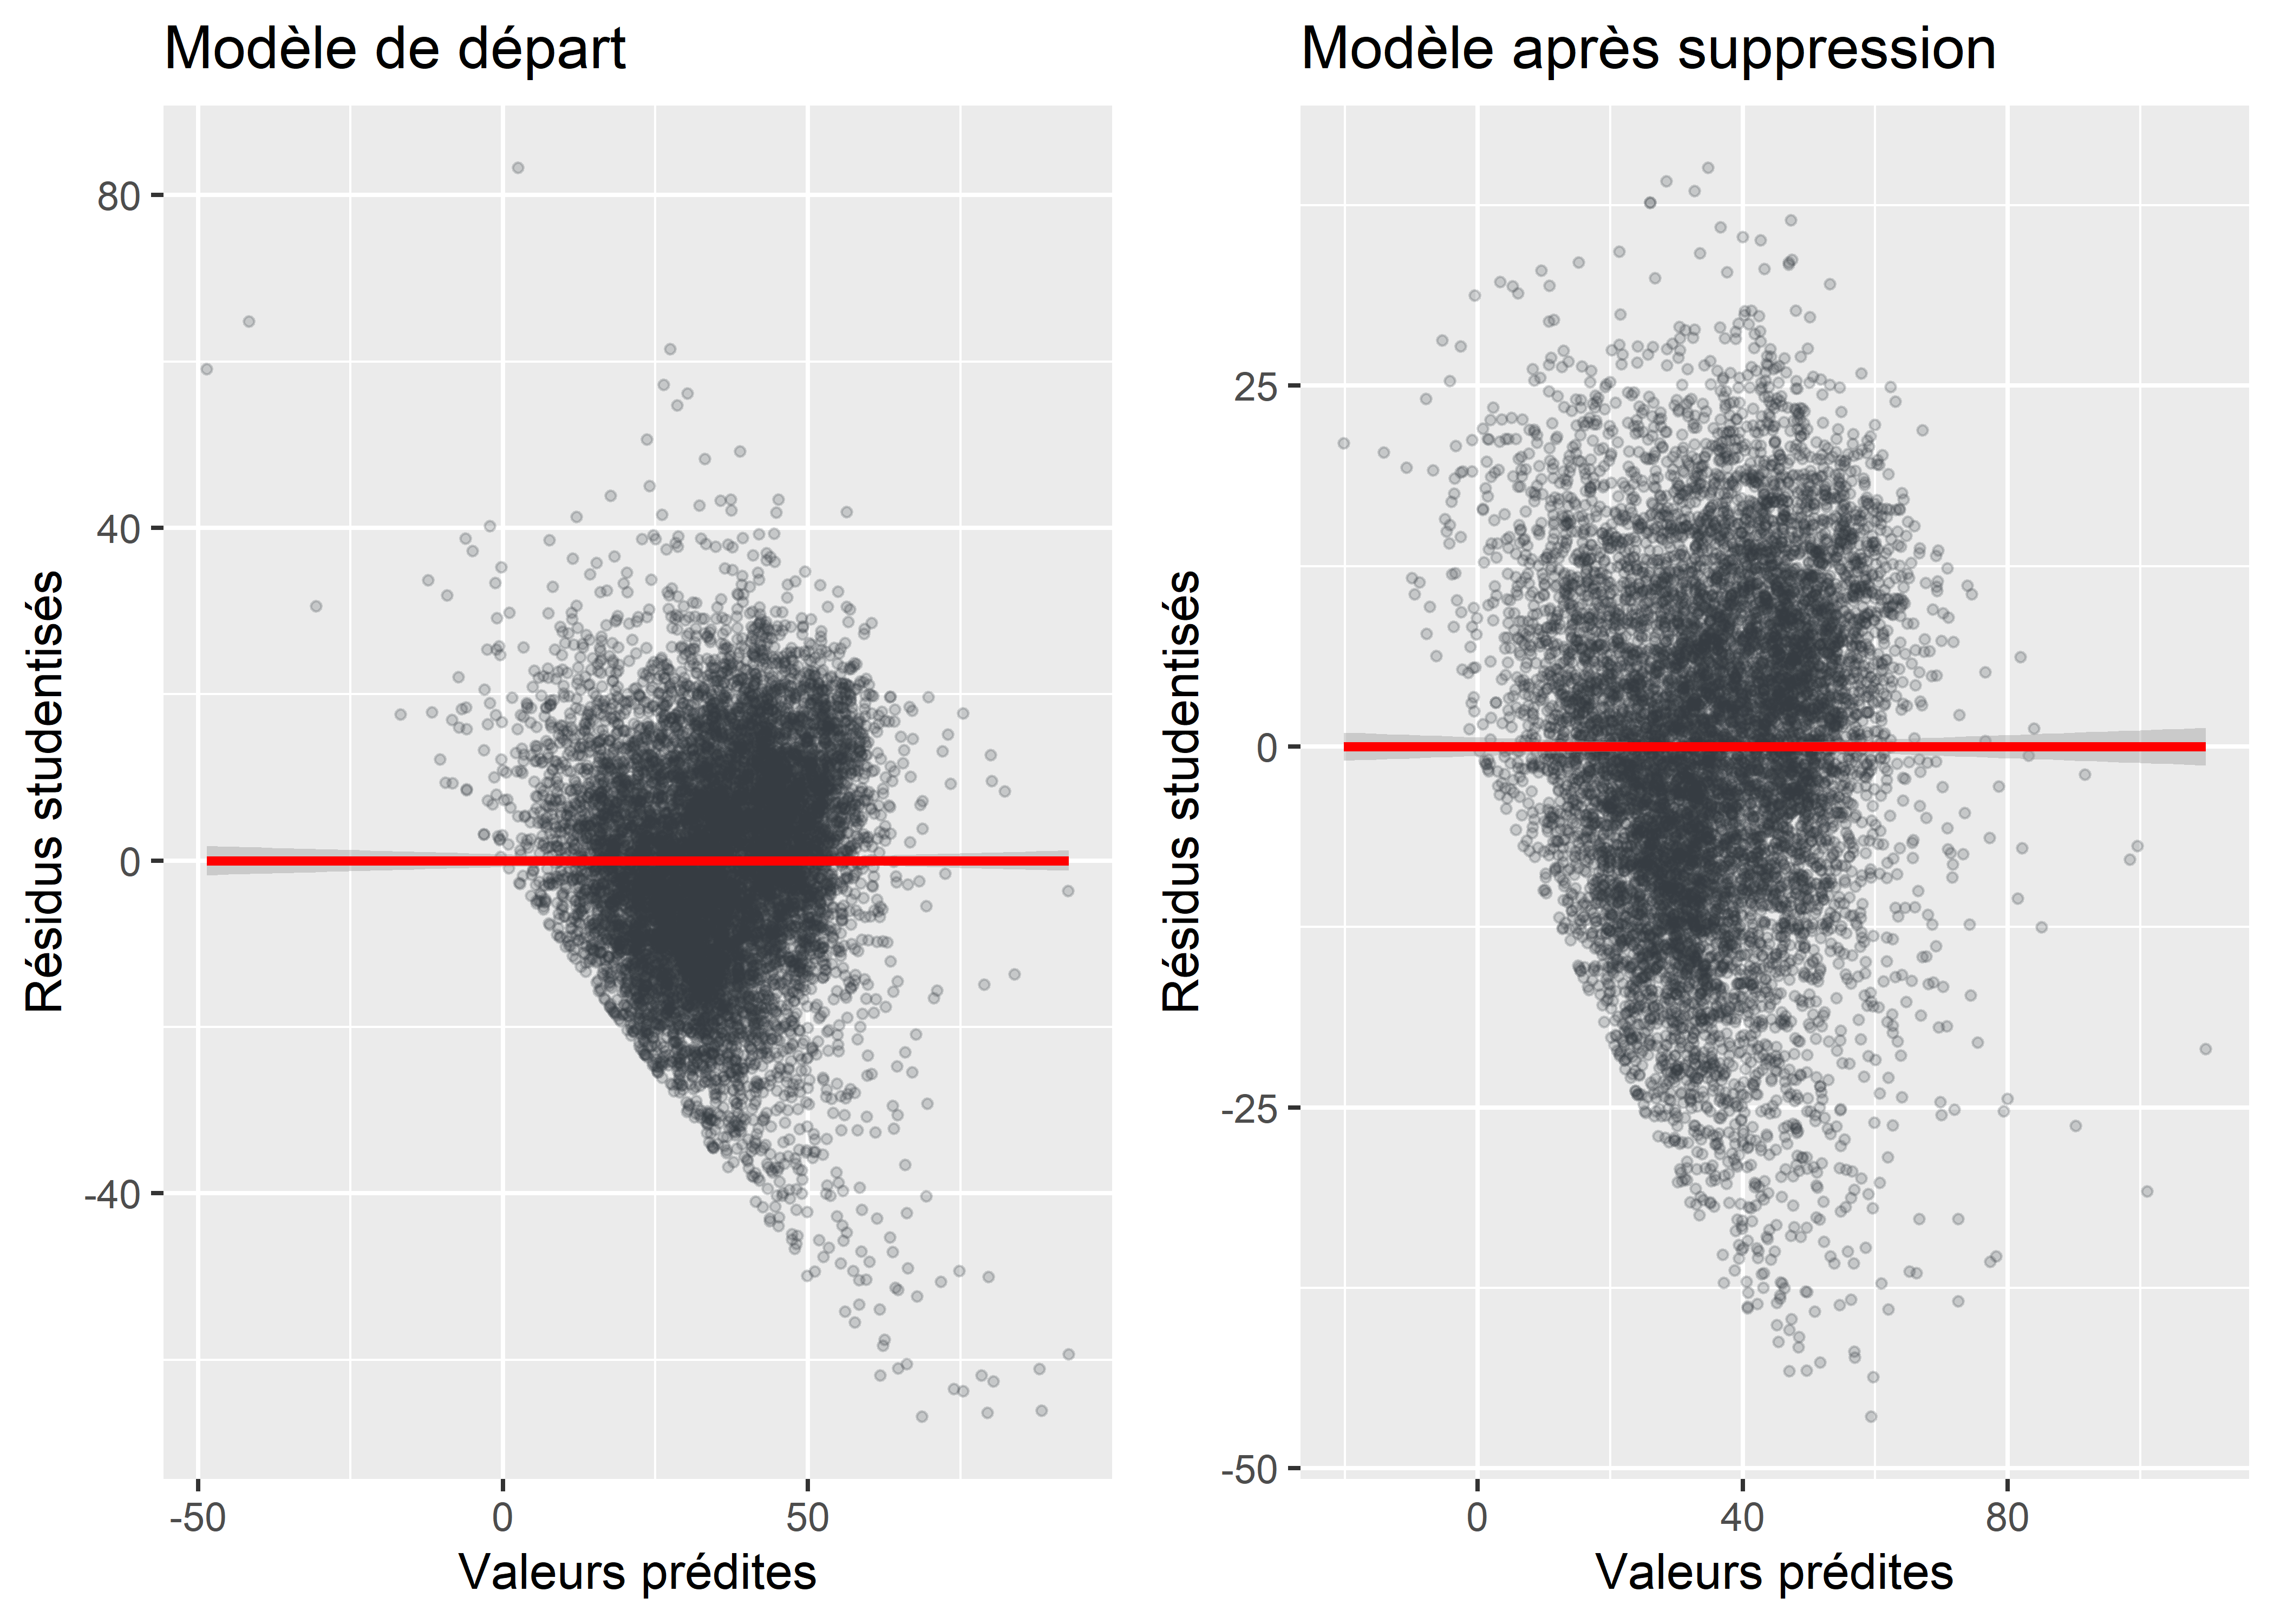 Modèle de départ
80
40
0
-40
-50
0
50
Résidus studentisés
Valeurs prédites
Modèle après suppression
25
0
-25
-50
0
40
80
Résidus studentisés
Valeurs prédites